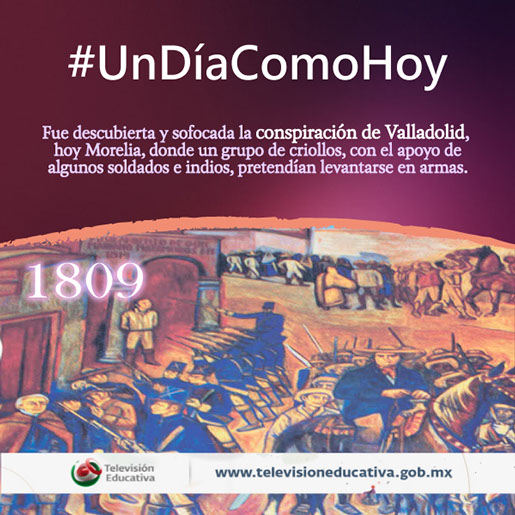 #UnDíaComoHoy
Fue descubierta y sofocada la conspiración de Valladolid,
hoy Morelia, donde un grupo de criollos, con el apoyo de
algunos soldados e indios, pretendían levantarse en armas.
1809
Televisión
Educativa
www.televisioneducativa.gob.mx